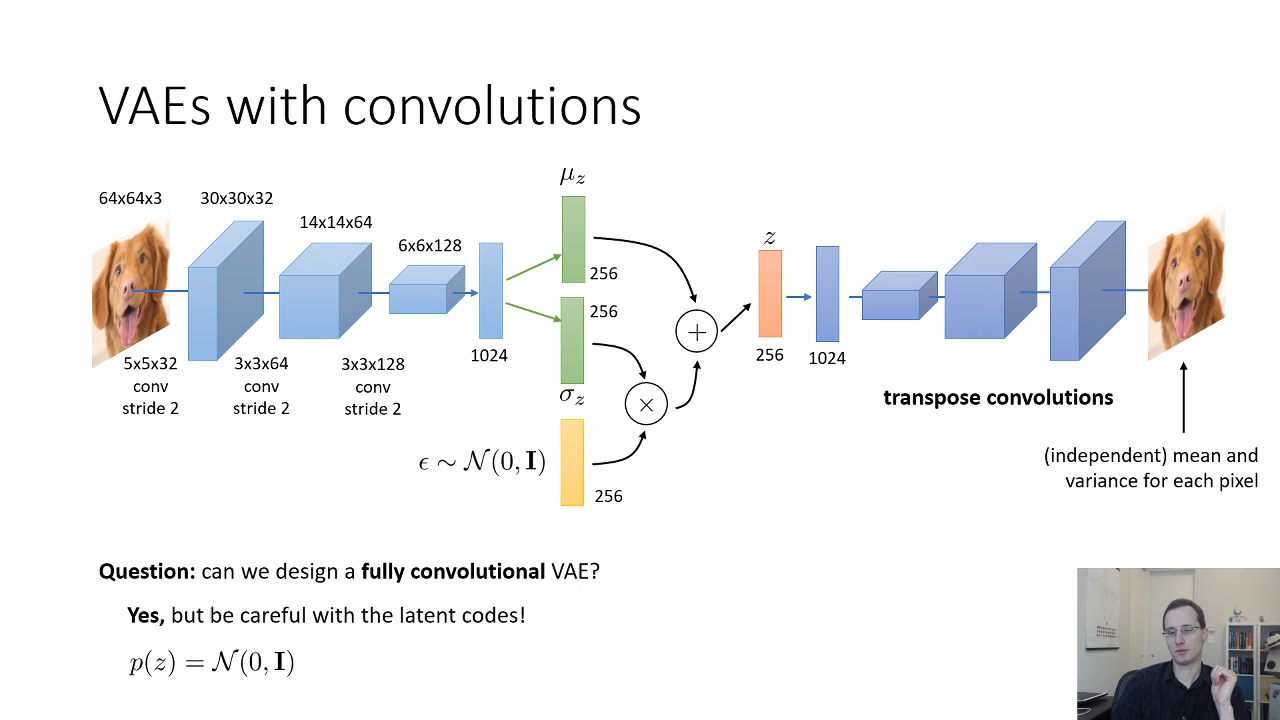 VAEs with convolutions
64x64x3
30x30x32
14x14x64
6x6x128
5x5x32
conv
stride 2
3x3x64
conv
stride 2
3x3x128
conv
stride 2
1024
μ_z
256
256
σ_z
ϵ ∼ 𝒩(0, I)
256
+
×
z
256
1024
transpose convolutions
(independent) mean and
variance for each pixel
Question: can we design a fully convolutional VAE?
Yes, but be careful with the latent codes!
p(z) = 𝒩(0, I)